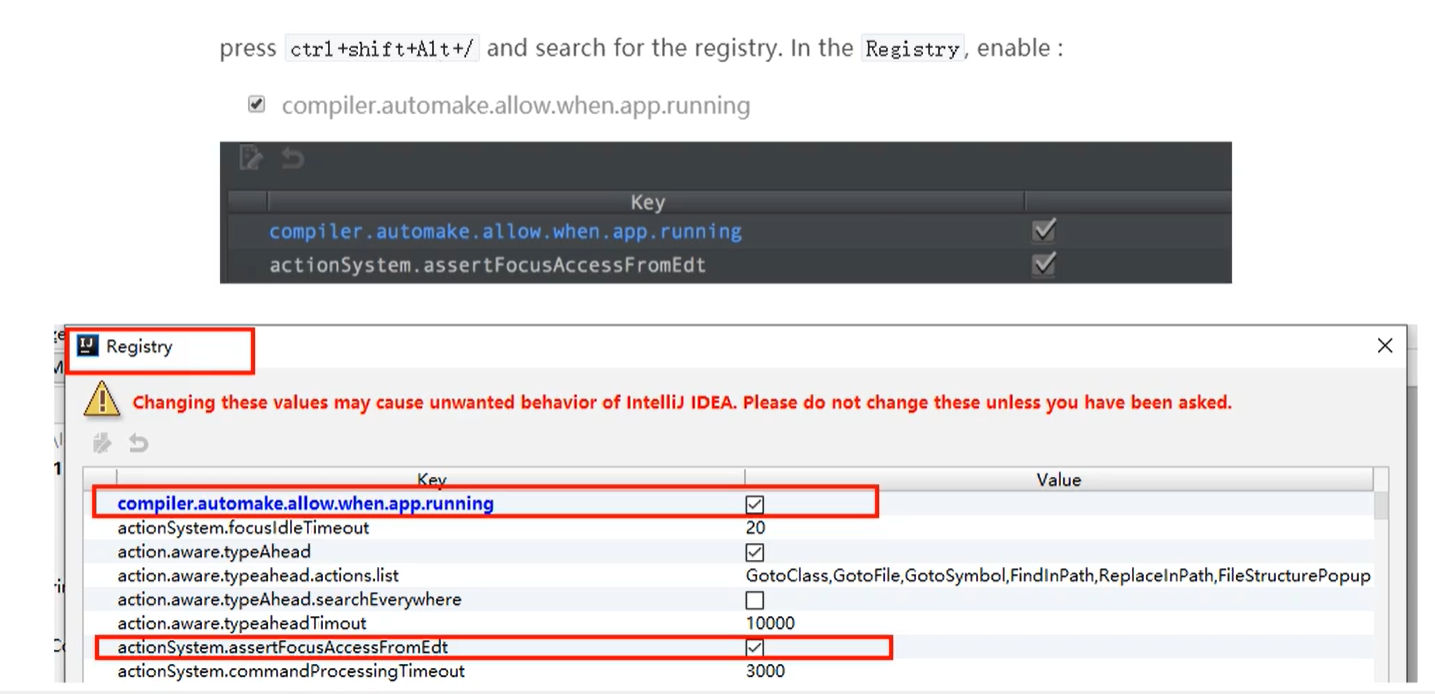 press ctrl+shift+Alt+/ and search for the registry. In the Registry, enable :
compiler.automake.allow.when.app.running
Key
compiler.automake.allow.when.app.running
actionSystem.assertFocusAccessFromEdt
Registry
Changing these values may cause unwanted behavior of IntelliJ IDEA. Please do not change these unless you have been asked.
Key Value
compiler.automake.allow.when.app.running
actionSystem.focusIdleTimeout 20
action.aware.typeAhead
action.aware.typeahead.actions.list GotoClass,GotoFile,GotoSymbol,FindInPath,ReplaceInPath,FileStructurePopup
action.aware.typeAhead.searchEverywhere
action.aware.typeaheadTimout 10000
actionSystem.assertFocusAccessFromEdt
actionSystem.commandProcessingTimeout 3000